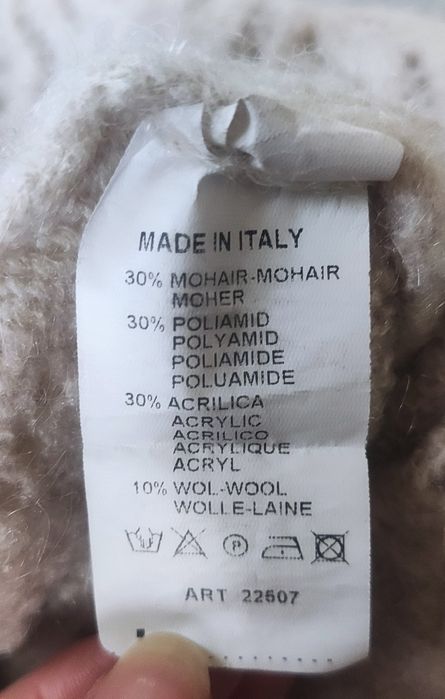 MADE IN ITALY
30% MOHAIR-MOHAIR
MOHER
30% POLIAMID
POLYAMID
POLIAMIDE
POLUAMIDE
30% ACRILICA
ACRYLIC
ACRILICO
ACRYLIQUE
ACRYL
10% WOL-WOOL
WOLLE-LAINE
P
ART 22507